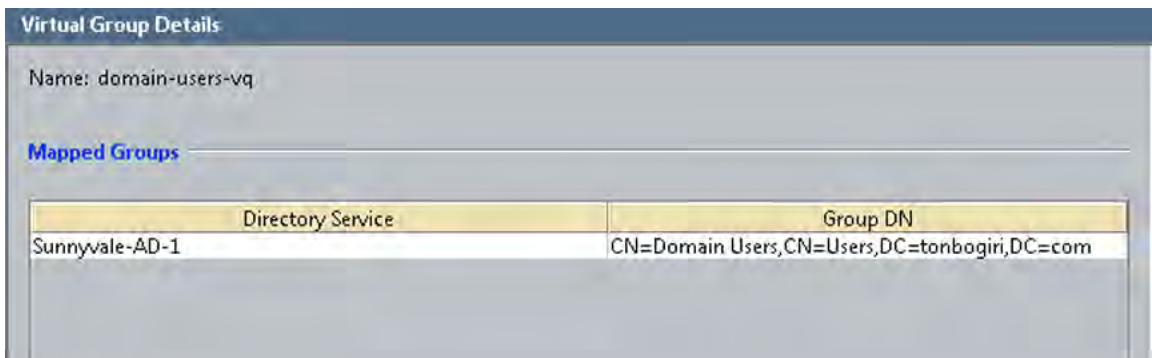 Virtual Group Details
Name: domain-users-vq
Mapped Groups
Directory Service Group DN
Sunnyvale-AD-1 CN=Domain Users,CN=Users,DC=tonbogiri,DC=com